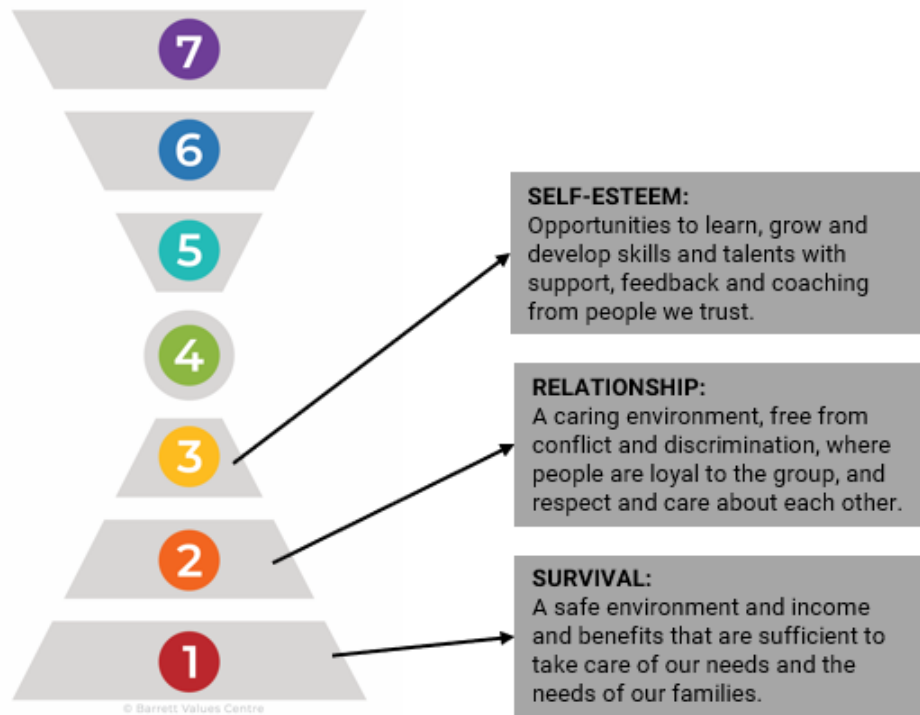 7
6
5
4
3
2
1
© Barrett Values Centre
SELF-ESTEEM:
Opportunities to learn, grow and
develop skills and talents with
support, feedback and coaching
from people we trust.
RELATIONSHIP:
A caring environment, free from
conflict and discrimination, where
people are loyal to the group, and
respect and care about each other.
SURVIVAL:
A safe environment and income
and benefits that are sufficient to
take care of our needs and the
needs of our families.